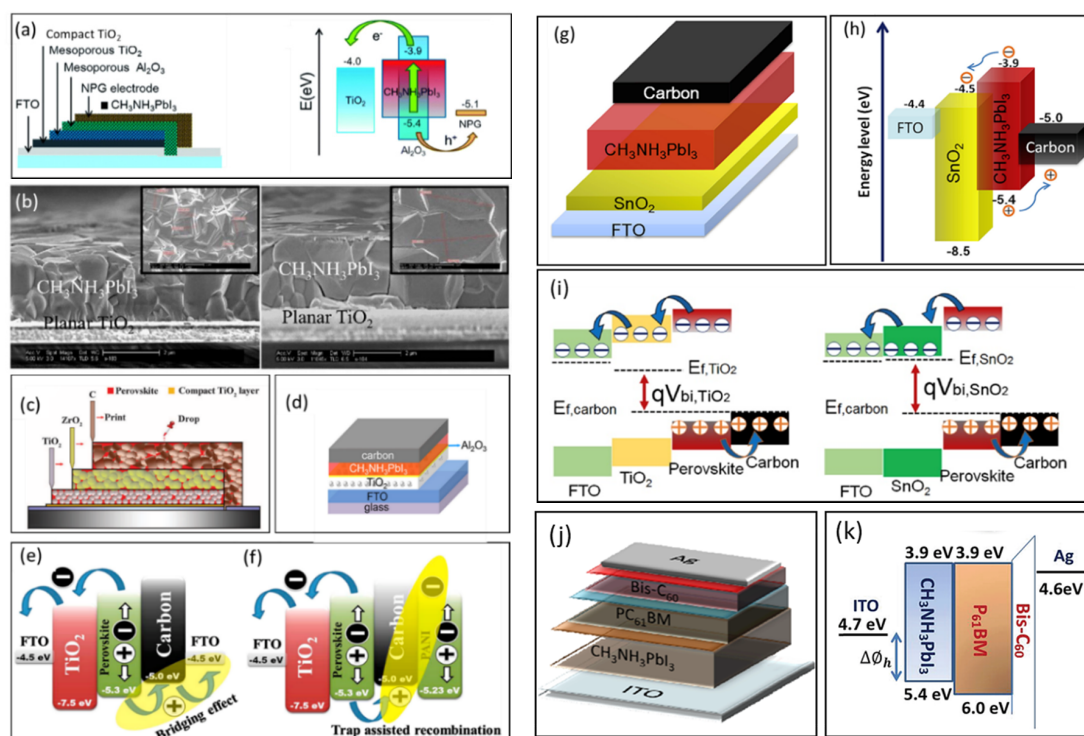 (a)
Compact TiO₂
Mesoporous TiO₂
Mesoporous Al₂O₃
NPG electrode
FTO
CH₃NH₃PbI₃
E(eV)
e⁻
-3.9
-4.0
TiO₂
CH₃NH₃PbI₃
-5.4
Al₂O₃
-5.1
NPG
h⁺
(b)
CH₃NH₃PbI₃
Planar TiO₂
CH₃NH₃PbI₃
Planar TiO₂
(c)
Perovskite
Compact TiO₂ layer
C
ZrO₂
Print
Drop
TiO₂
(d)
Al₂O₃
carbon
CH₃NH₃PbI₃
TiO₂
FTO
glass
(e)
FTO
-4.5 eV
TiO₂
-7.5 eV
Perovskite
-5.3 eV
Carbon
-5.0 eV
FTO
-4.5 eV
Bridging effect
(f)
FTO
-4.5 eV
TiO₂
-7.5 eV
Perovskite
-5.3 eV
Carbon
-5.0 eV
PANI
-5.23 eV
Trap assisted recombination
(g)
Carbon
CH₃NH₃PbI₃
SnO₂
FTO
(h)
Energy level (eV)
-4.4
FTO
-4.5
SnO₂
-8.5
-3.9
CH₃NH₃PbI₃
-5.4
-5.0
Carbon
(i)
Ef,TiO₂
qVbi,TiO₂
Ef,carbon
Perovskite
Carbon
TiO₂
FTO
Ef,SnO₂
qVbi,SnO₂
Ef,carbon
Perovskite
Carbon
FTO
SnO₂
(j)
Ag
Bis-C₆₀
PC₆₁BM
CH₃NH₃PbI₃
ITO
(k)
3.9 eV
3.9 eV
Ag
4.6eV
ITO
4.7 eV
CH₃NH₃PbI₃
P₆₁BM
Bis-C₆₀
ΔØₕ
5.4 eV
6.0 eV